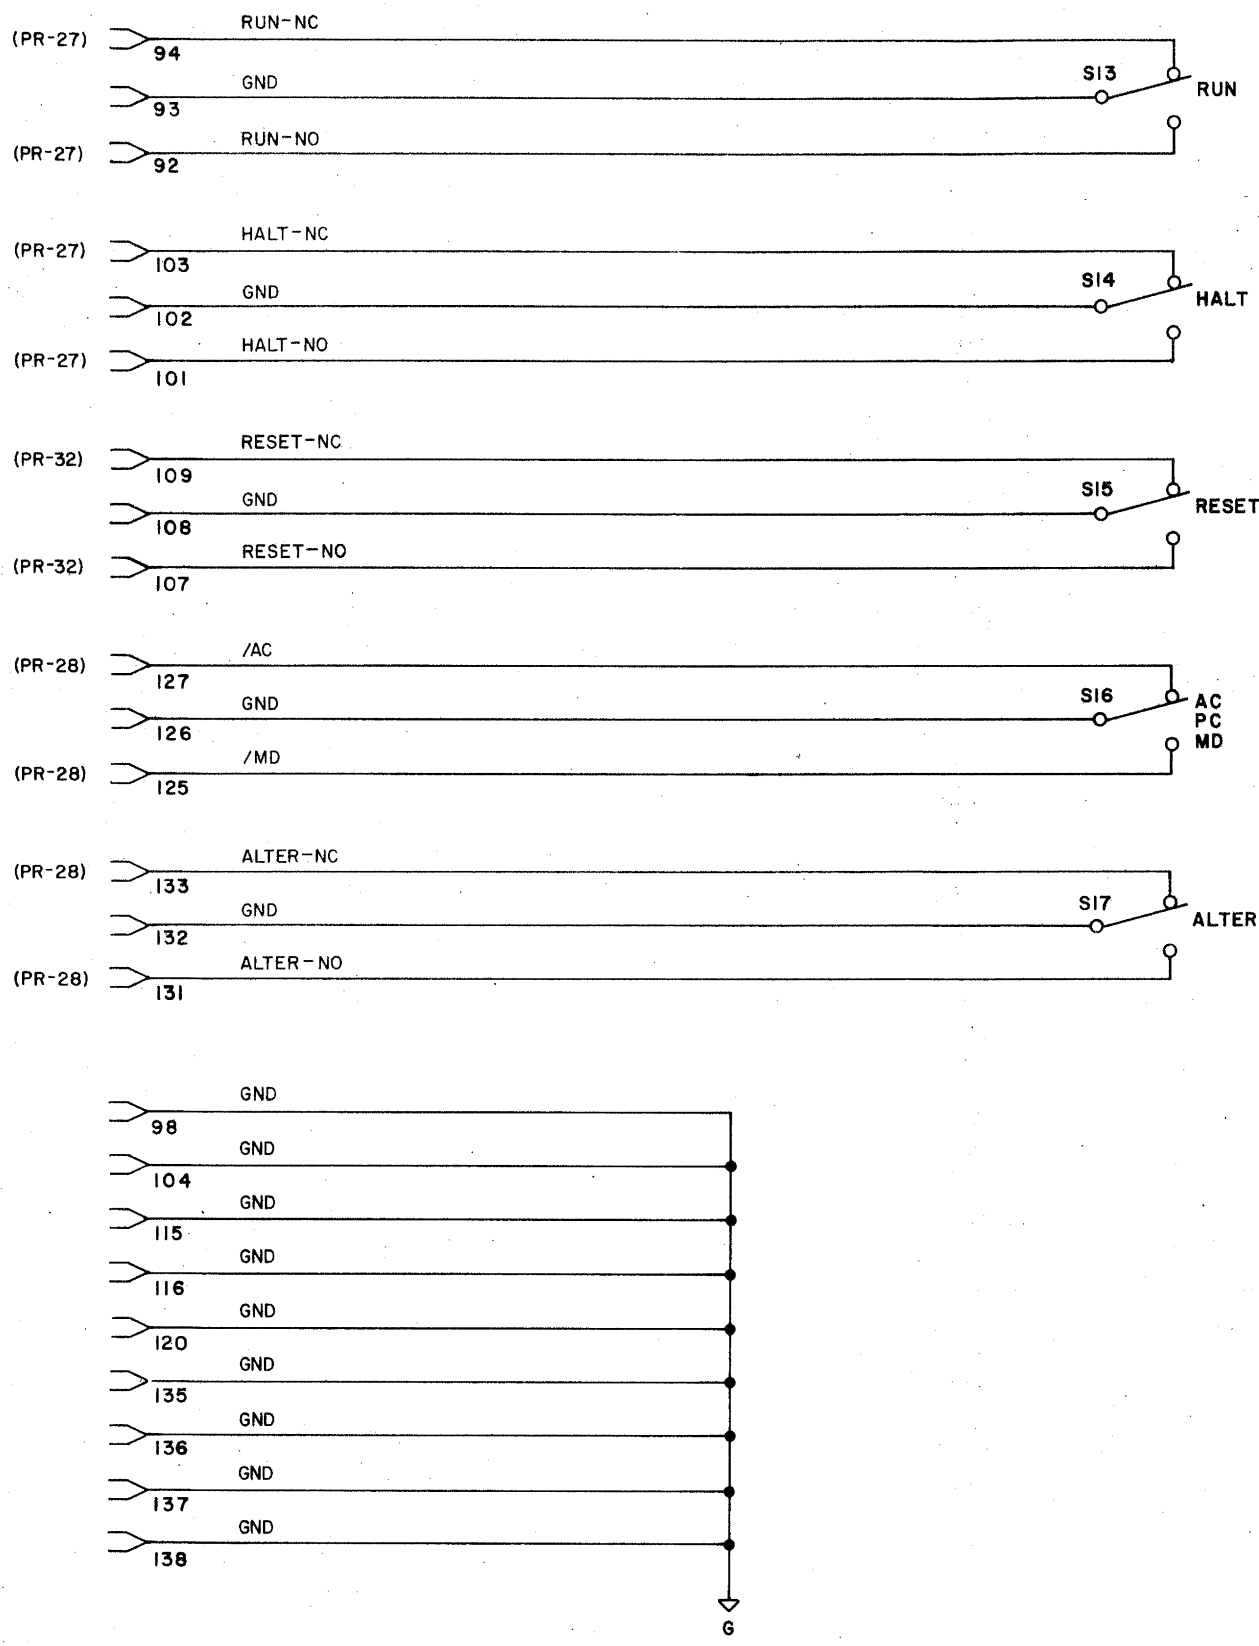 RUN-NC
(PR-27)
94
GND
S13
RUN
93
RUN-NO
(PR-27)
92
HALT-NC
(PR-27)
103
GND
S14
HALT
102
HALT-NO
(PR-27)
101
RESET-NC
(PR-32)
109
GND
S15
RESET
108
RESET-NO
(PR-32)
107
/AC
(PR-28)
127
GND
S16
AC
PC
MD
126
/MD
(PR-28)
125
ALTER-NC
(PR-28)
133
GND
S17
ALTER
132
ALTER-NO
(PR-28)
131
GND
98
GND
104
GND
115
GND
116
GND
120
GND
135
GND
136
GND
137
GND
138
G